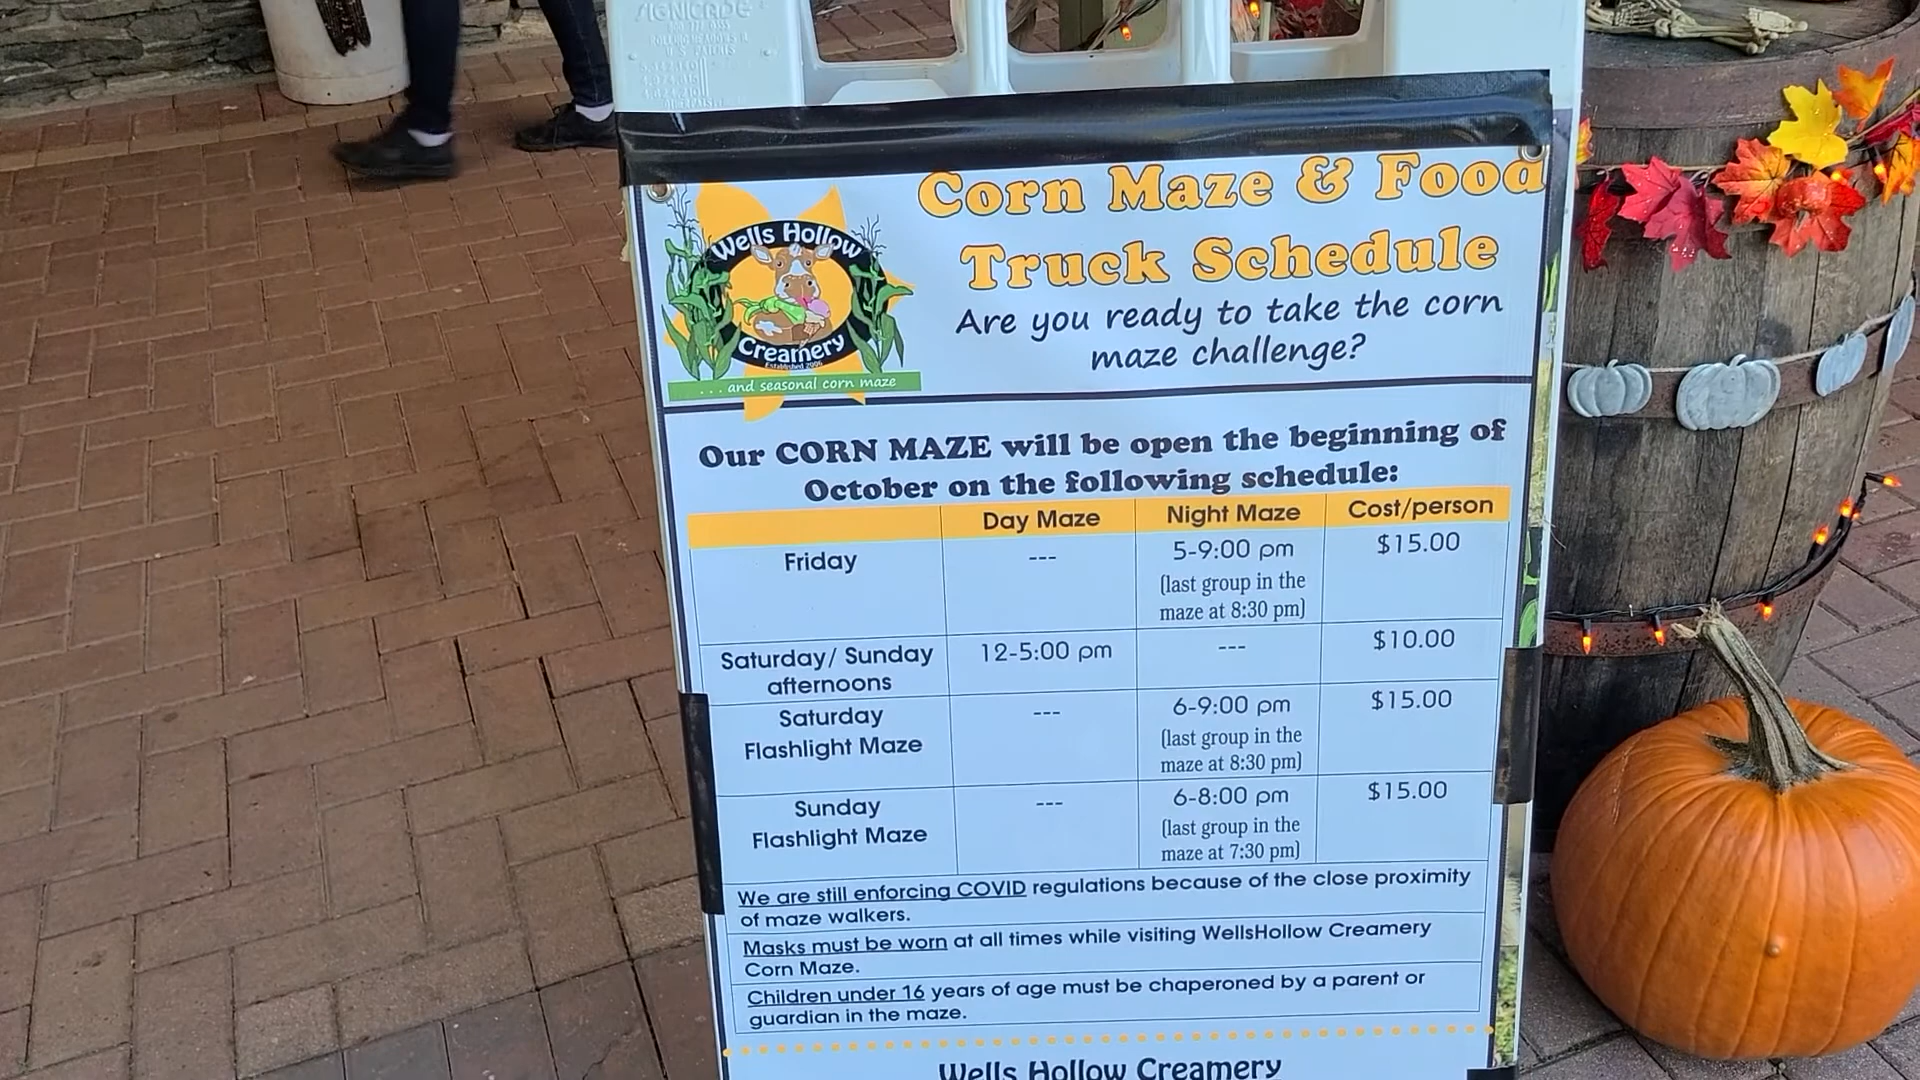 SIGNICADE
Corn Maze & Food
Truck Schedule
Wells Hollow
Creamery
Established 2006
. . . and seasonal corn maze
Are you ready to take the corn
maze challenge?
Our CORN MAZE will be open the beginning of
October on the following schedule:
Day Maze Night Maze Cost/person
Friday --- 5-9:00 pm $15.00
(last group in the
maze at 8:30 pm)
Saturday/ Sunday 12-5:00 pm --- $10.00
afternoons
Saturday --- 6-9:00 pm $15.00
Flashlight Maze (last group in the
maze at 8:30 pm)
Sunday --- 6-8:00 pm $15.00
Flashlight Maze (last group in the
maze at 7:30 pm)
We are still enforcing COVID regulations because of the close proximity
of maze walkers.
Masks must be worn at all times while visiting WellsHollow Creamery
Corn Maze.
Children under 16 years of age must be chaperoned by a parent or
guardian in the maze.
Wells Hollow Creamery